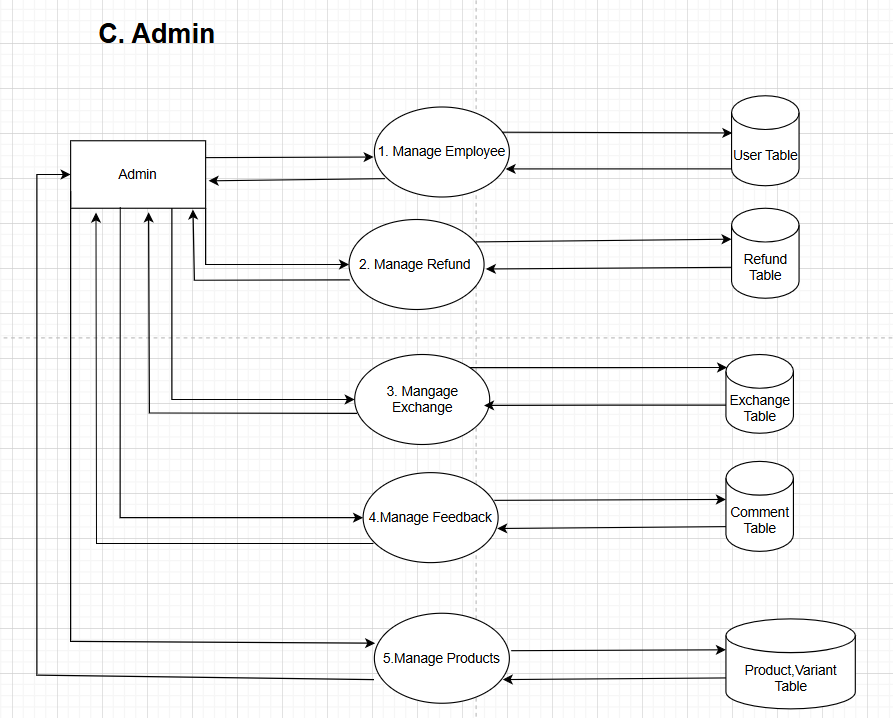 C. Admin
Admin
1. Manage Employee
User Table
2. Manage Refund
Refund
Table
3. Mangage
Exchange
Exchange
Table
4.Manage Feedback
Comment
Table
5.Manage Products
Product,Variant
Table